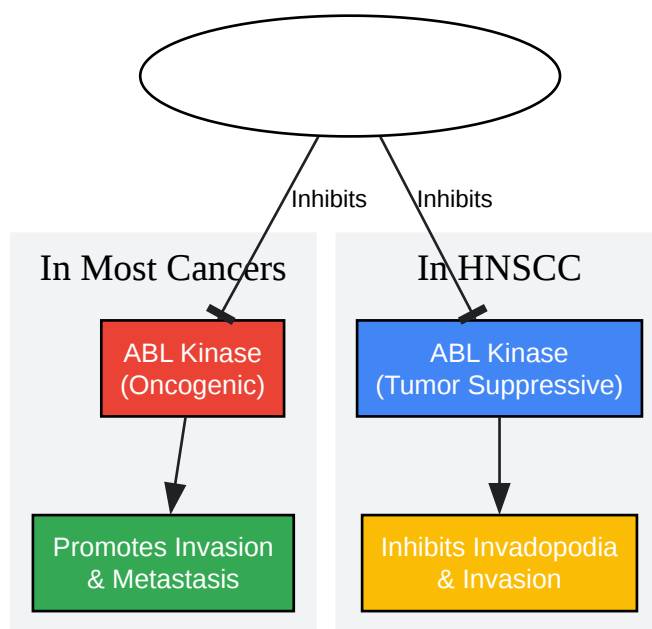 Inhibits
Inhibits
In Most Cancers
In HNSCC
ABL Kinase
(Oncogenic)
ABL Kinase
(Tumor Suppressive)
Promotes Invasion
& Metastasis
Inhibits Invadopodia
& Invasion